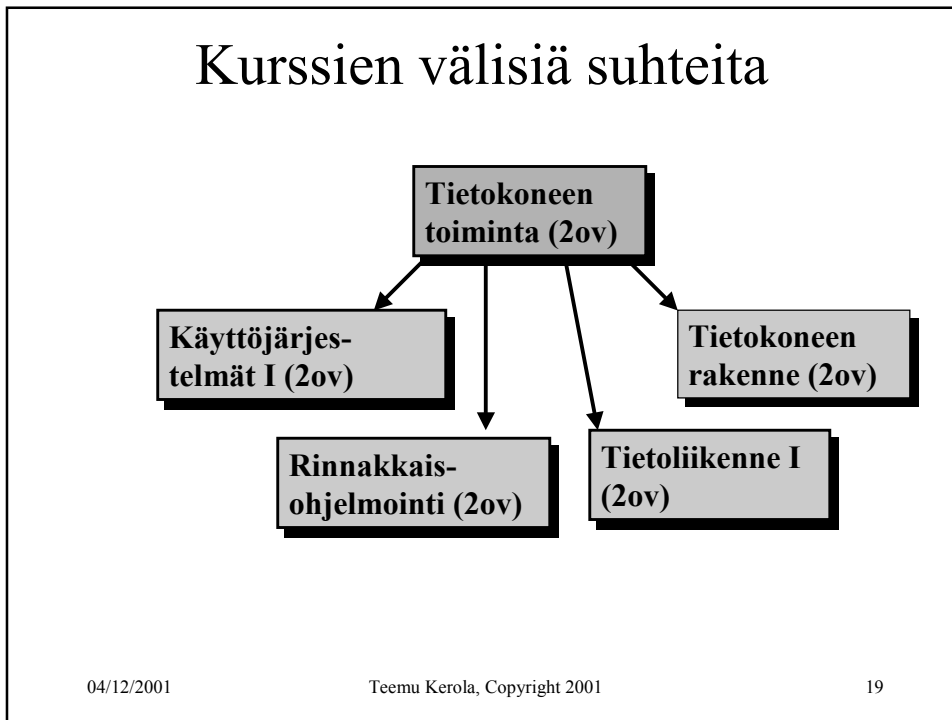 Kurssien välisiä suhteita
Tietokoneen
toiminta (2ov)
Käyttöjärjes-
telmät I (2ov)
Tietokoneen
rakenne (2ov)
Rinnakkais-
ohjelmointi (2ov)
Tietoliikenne I
(2ov)
04/12/2001
Teemu Kerola, Copyright 2001
19